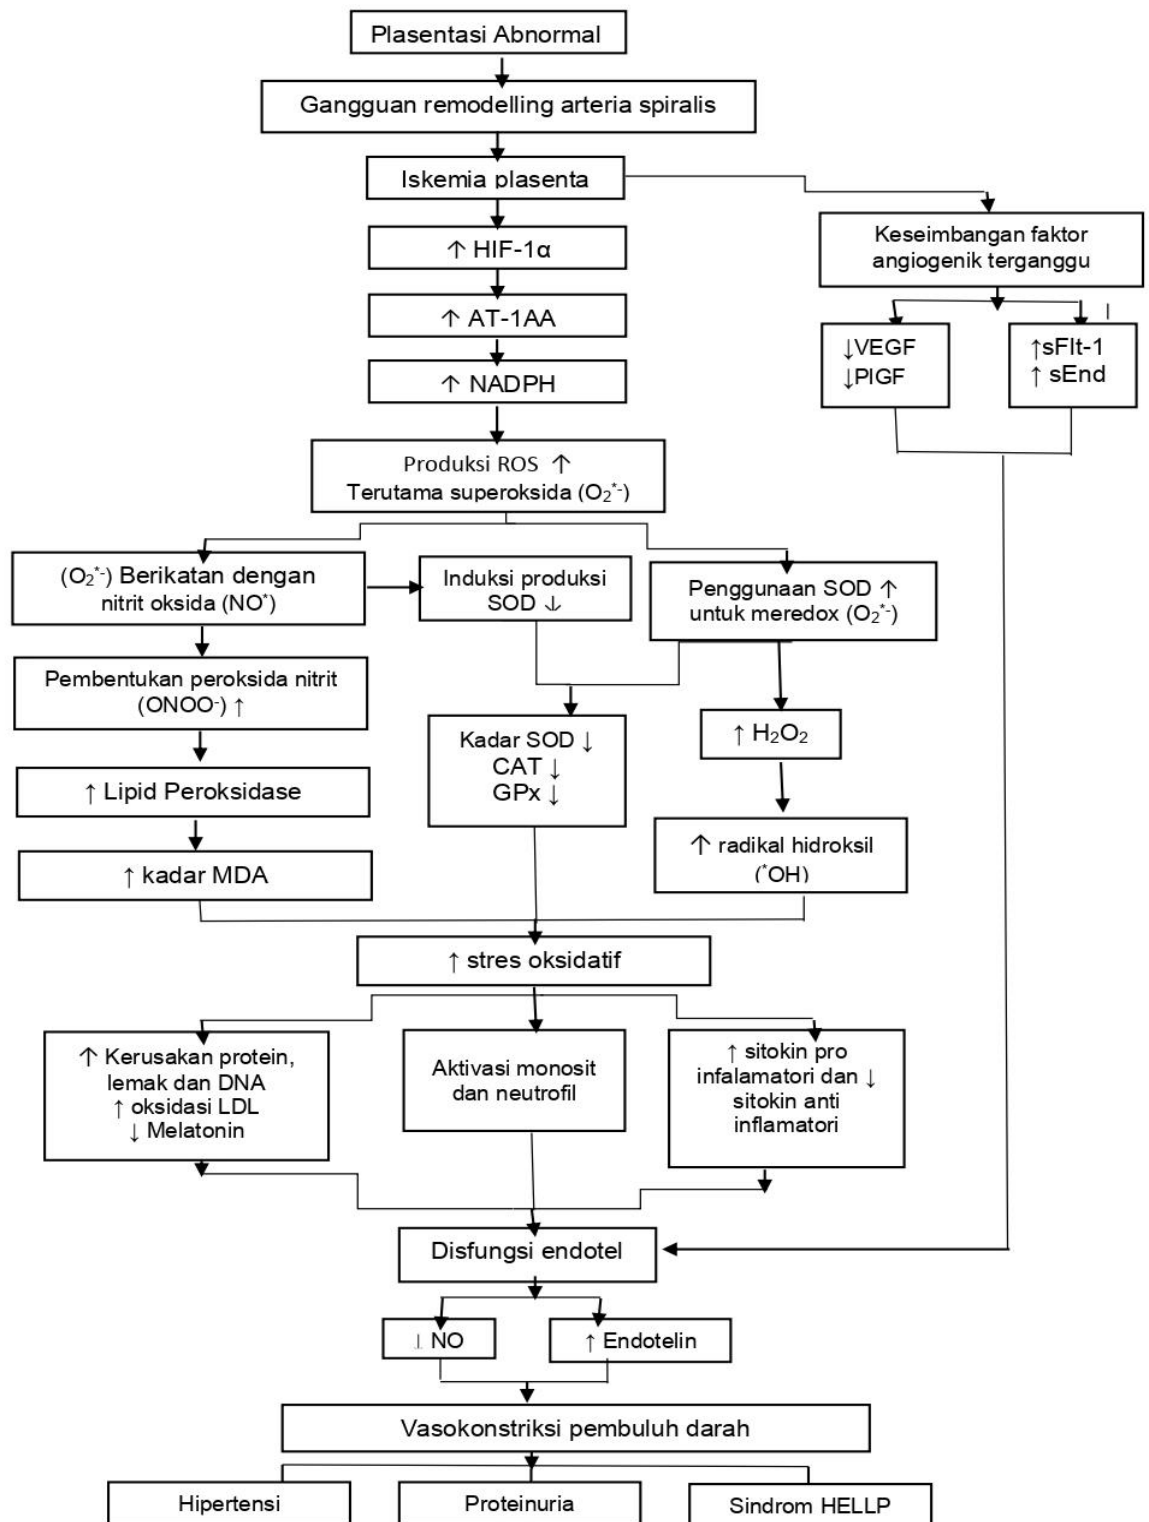 Plasentasi Abnormal
Gangguan remodelling arteria spiralis
Iskemia plasenta
↑ HIF-1α
Keseimbangan faktor
angiogenik terganggu
↑ AT-1AA
↓VEGF
↓PlGF
↑sFlt-1
↑ sEnd
↑ NADPH
Produksi ROS ↑
Terutama superoksida (O₂*-)
(O₂*-) Berikatan dengan
nitrit oksida (NO*)
Induksi produksi
SOD ↓
Penggunaan SOD ↑
untuk meredox (O₂*-)
Pembentukan peroksida nitrit
(ONOO-) ↑
Kadar SOD ↓
CAT ↓
GPx ↓
↑ H₂O₂
↑ Lipid Peroksidase
↑ radikal hidroksil
(*OH)
↑ kadar MDA
↑ stres oksidatif
↑ Kerusakan protein,
lemak dan DNA
↑ oksidasi LDL
↓ Melatonin
Aktivasi monosit
dan neutrofil
↑ sitokin pro
infalamatori dan ↓
sitokin anti
inflamatori
Disfungsi endotel
↓ NO
↑ Endotelin
Vasokonstriksi pembuluh darah
Hipertensi
Proteinuria
Sindrom HELLP